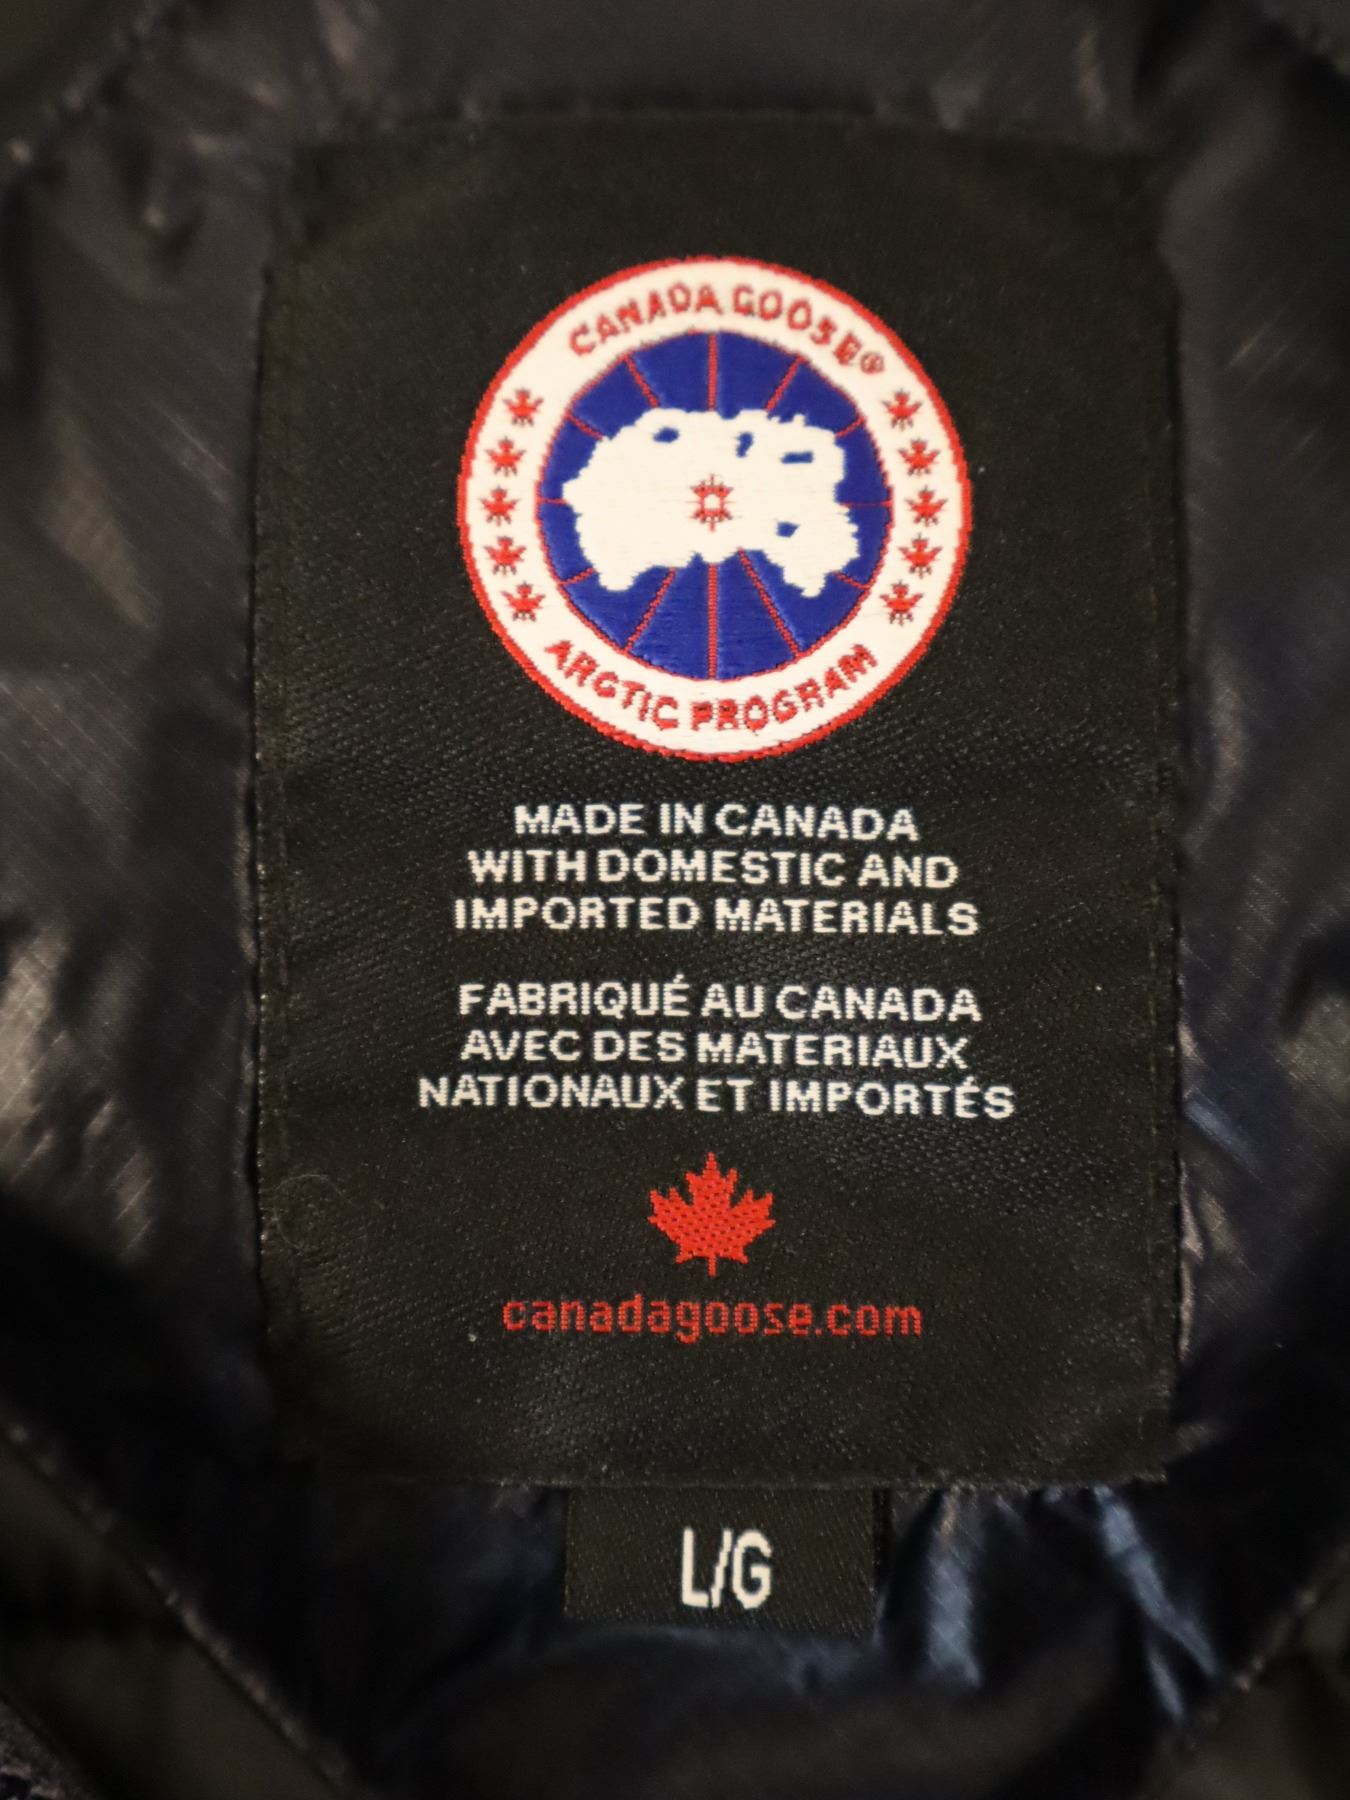 CANADA GOOSE®
ARCTIC PROGRAM
MADE IN CANADA
WITH DOMESTIC AND
IMPORTED MATERIALS
FABRIQUÉ AU CANADA
AVEC DES MATERIAUX
NATIONAUX ET IMPORTÉS
canadagoose.com
L/G